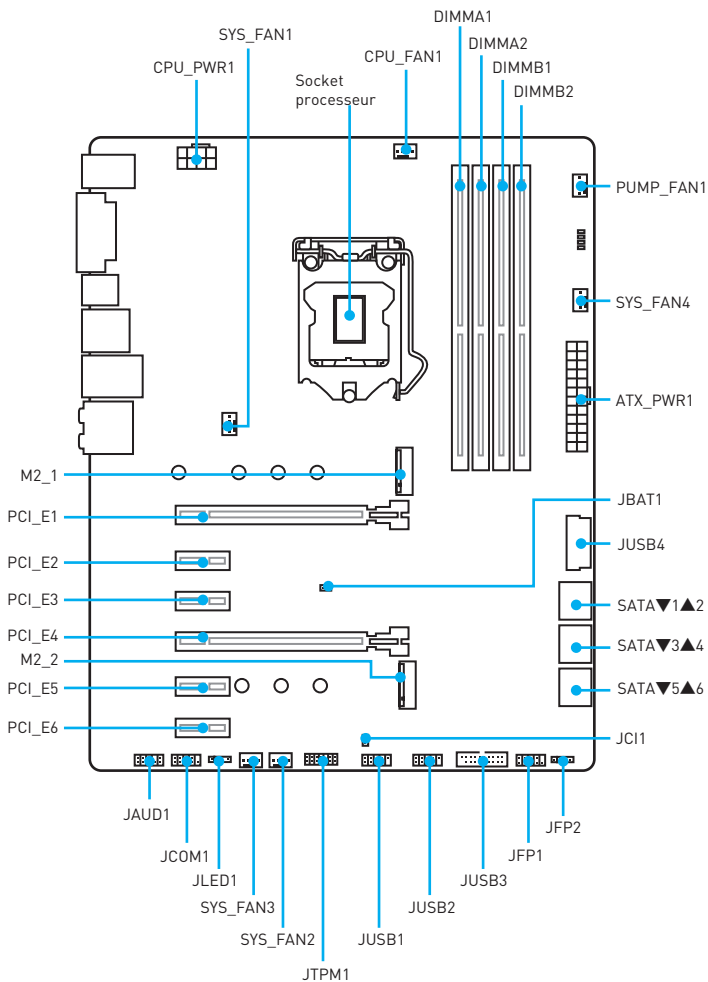 DIMMA1
SYS_FAN1
DIMMA2
CPU_FAN1
CPU_PWR1
DIMMB1
Socket
processeur
DIMMB2
PUMP_FAN1
SYS_FAN4
ATX_PWR1
M2_1
JBAT1
PCI_E1
JUSB4
PCI_E2
PCI_E3
SATA▼1▲2
PCI_E4
SATA▼3▲4
M2_2
PCI_E5
SATA▼5▲6
PCI_E6
JCI1
JAUD1
JFP2
JCOM1
JFP1
JLED1
JUSB3
SYS_FAN3
JUSB2
SYS_FAN2
JUSB1
JTPM1